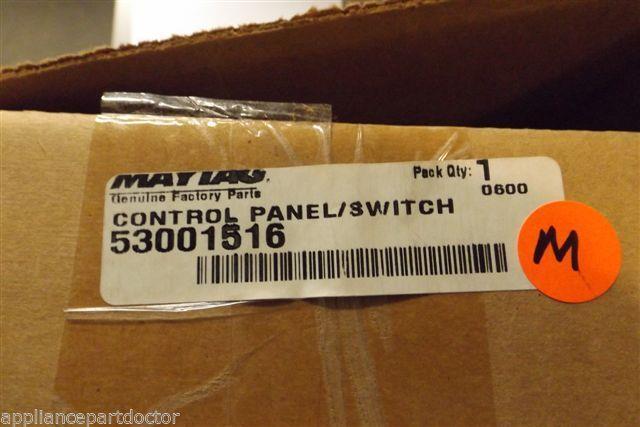 MAYTAG.
Genuine Factory Parts
Pack Qty: 1
0600
CONTROL PANEL/SWITCH
53001516
M
© appliancepartdoctor